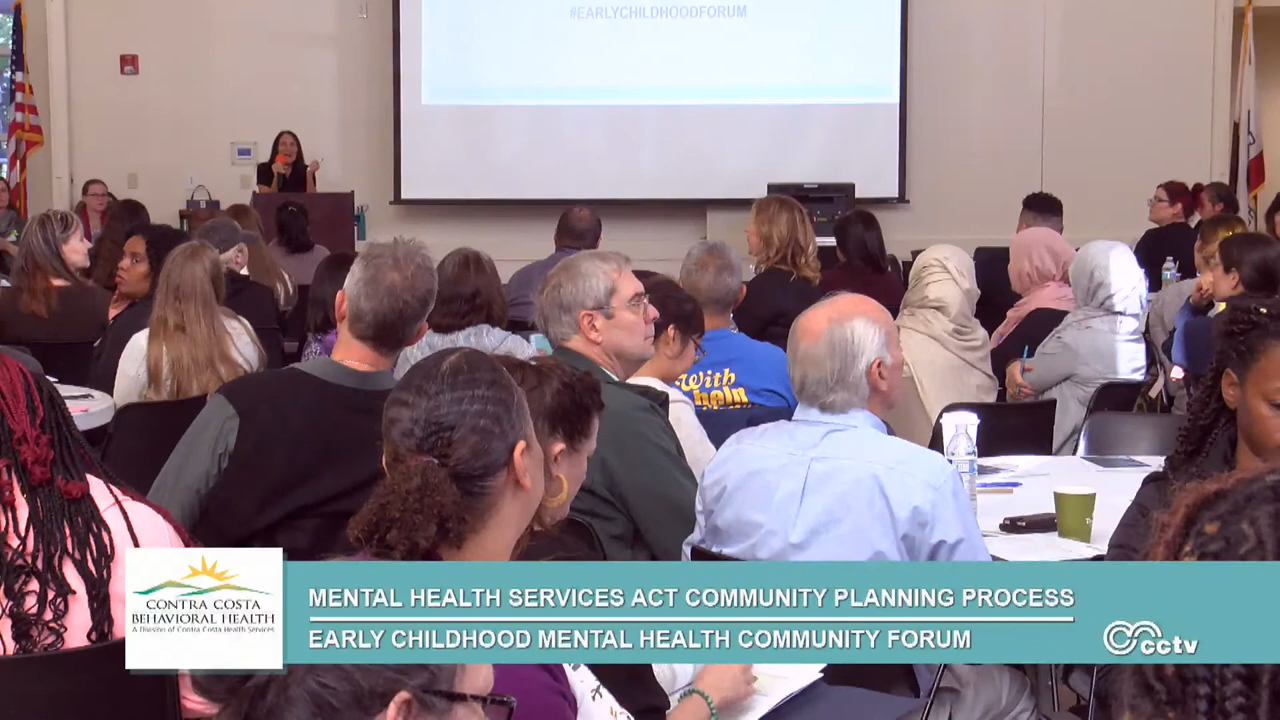 #EARLYCHILDHOODFORUM
With
help
CONTRA COSTA
BEHAVIORAL HEALTH
A Division of Contra Costa Health Services
MENTAL HEALTH SERVICES ACT COMMUNITY PLANNING PROCESS
EARLY CHILDHOOD MENTAL HEALTH COMMUNITY FORUM
cctv